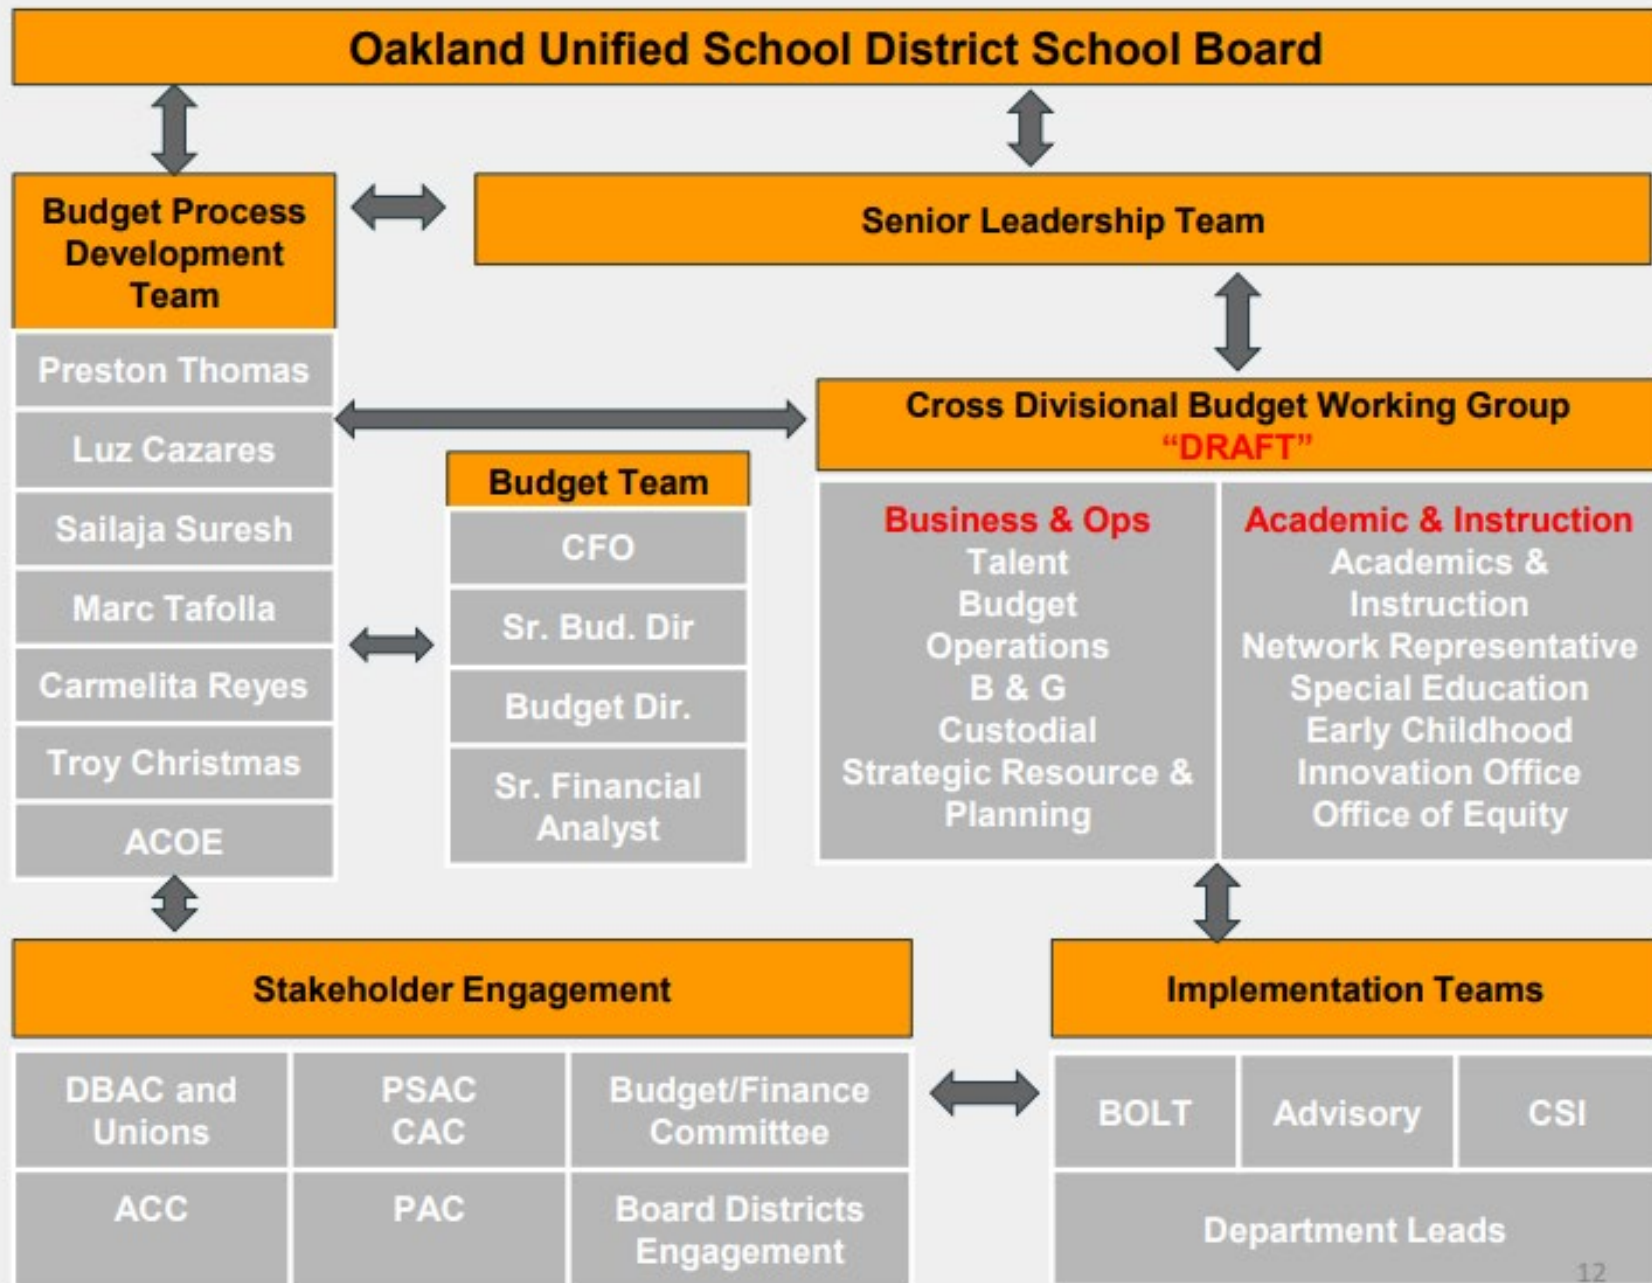 Oakland Unified School District School Board
Budget Process
Development
Team
Senior Leadership Team
Preston Thomas
Luz Cazares
Sailaja Suresh
Marc Tafolla
Carmelita Reyes
Troy Christmas
ACOE
Budget Team
CFO
Sr. Bud. Dir
Budget Dir.
Sr. Financial
Analyst
Cross Divisional Budget Working Group
“DRAFT”
Business & Ops
Talent
Budget
Operations
B & G
Custodial
Strategic Resource &
Planning
Academic & Instruction
Academics &
Instruction
Network Representative
Special Education
Early Childhood
Innovation Office
Office of Equity
Stakeholder Engagement
DBAC and
Unions
PSAC
CAC
Budget/Finance
Committee
ACC
PAC
Board Districts
Engagement
Implementation Teams
BOLT
Advisory
CSI
Department Leads
12